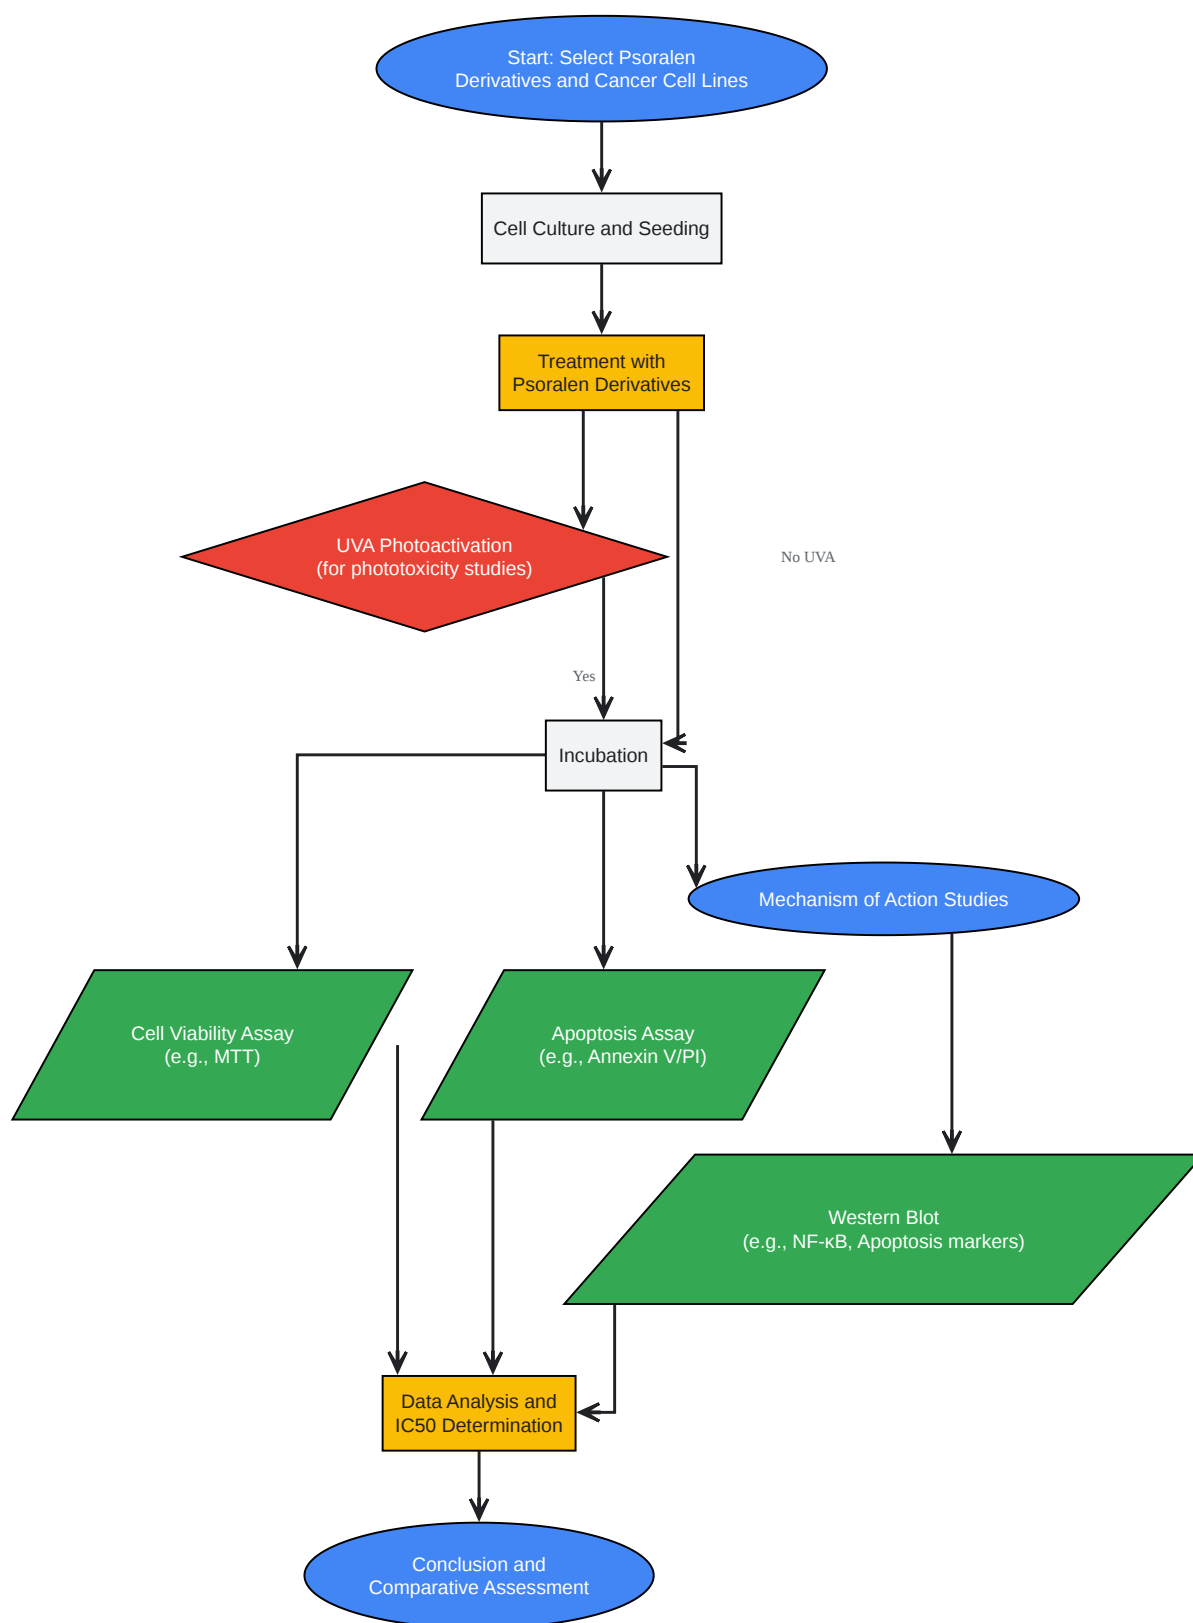 Start: Select Psoralen
Derivatives and Cancer Cell Lines
Cell Culture and Seeding
Treatment with
Psoralen Derivatives
UVA Photoactivation
(for phototoxicity studies)
No UVA
Yes
Incubation
Mechanism of Action Studies
Cell Viability Assay
(e.g., MTT)
Apoptosis Assay
(e.g., Annexin V/PI)
Western Blot
(e.g., NF-κB, Apoptosis markers)
Data Analysis and
IC50 Determination
Conclusion and
Comparative Assessment